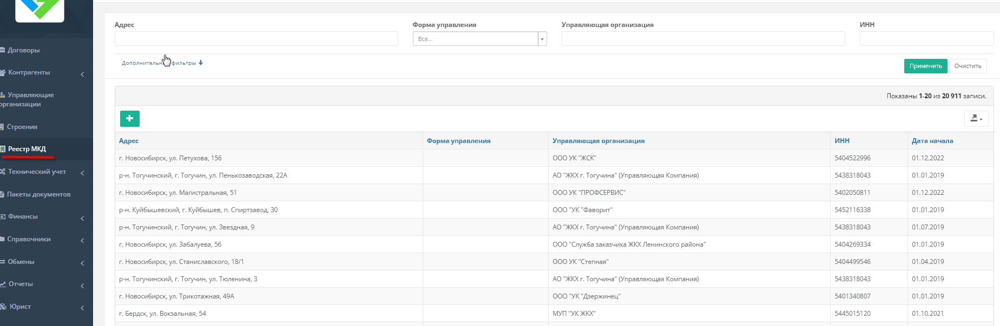 Договоры
Контрагенты
Управляющие
организации
Строения
Реестр МКД
Технический учет
Пакеты документов
Финансы
Справочники
Обмены
Отчеты
Юрист
Адрес Форма управления Управляющая организация ИНН
Все...
фильтры
Применить Очистить
Показаны 1-20 из 20 911 записи.
Адрес Форма управления Управляющая организация ИНН Дата начала
г. Новосибирск, ул. Петухова, 156 ООО УК "ЖСК" 5404522996 01.12.2022
р-н. Тогучинский, г. Тогучин, ул. Пенькозаводская, 22А АО "ЖКХ г. Тогучина" (Управляющая Компания) 5438318043 01.01.2019
г. Новосибирск, ул. Магистральная, 51 ООО УК "ПРОФСЕРВИС" 5402050811 01.12.2022
р-н. Куйбышевский, г. Куйбышев, п. Спиртзавод, 30 ООО "УК "Фаворит" 5452116338 01.01.2019
р-н. Тогучинский, г. Тогучин, ул. Звездная, 9 АО "ЖКХ г. Тогучина" (Управляющая Компания) 5438318043 01.07.2019
г. Новосибирск, ул. Забалуева, 56 ООО "Служба заказчика ЖКХ Ленинского района" 5404269334 01.01.2019
г. Новосибирск, ул. Станиславского, 18/1 ООО УК "Степная" 5404499546 01.04.2019
р-н. Тогучинский, г. Тогучин, ул. Тюленина, 3 АО "ЖКХ г. Тогучина" (Управляющая Компания) 5438318043 01.01.2019
г. Новосибирск, ул. Трикотажная, 49А ООО "УК "Дзержинец" 5401340807 01.01.2019
г. Бердск, ул. Вокзальная, 54 МУП "УК ЖКХ" 5445015120 01.10.2021